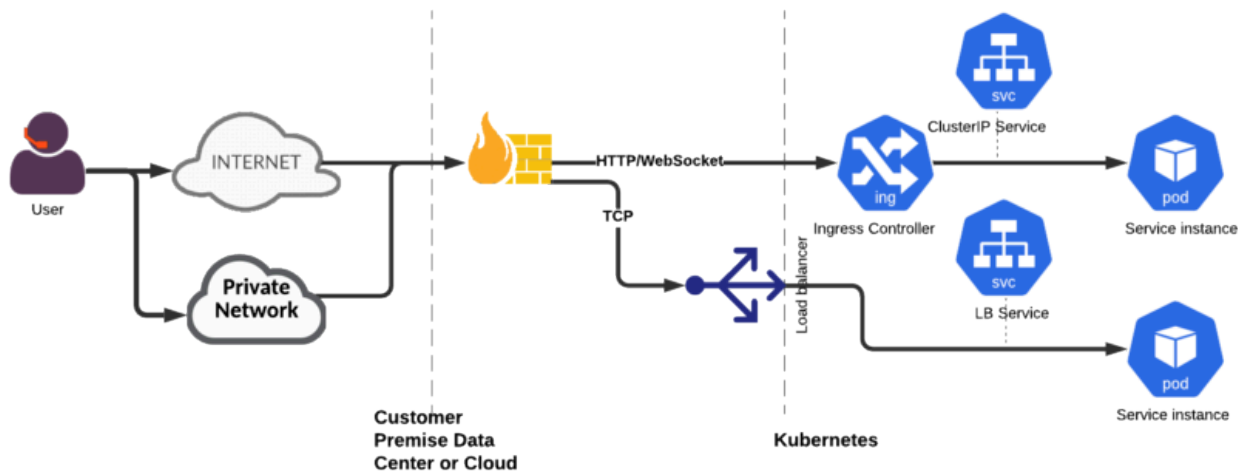 User
INTERNET
Private
Network
HTTP/WebSocket
TCP
Load balancer
svc
ClusterIP Service
ing
Ingress Controller
pod
Service instance
svc
LB Service
pod
Service instance
Customer
Premise Data
Center or Cloud
Kubernetes